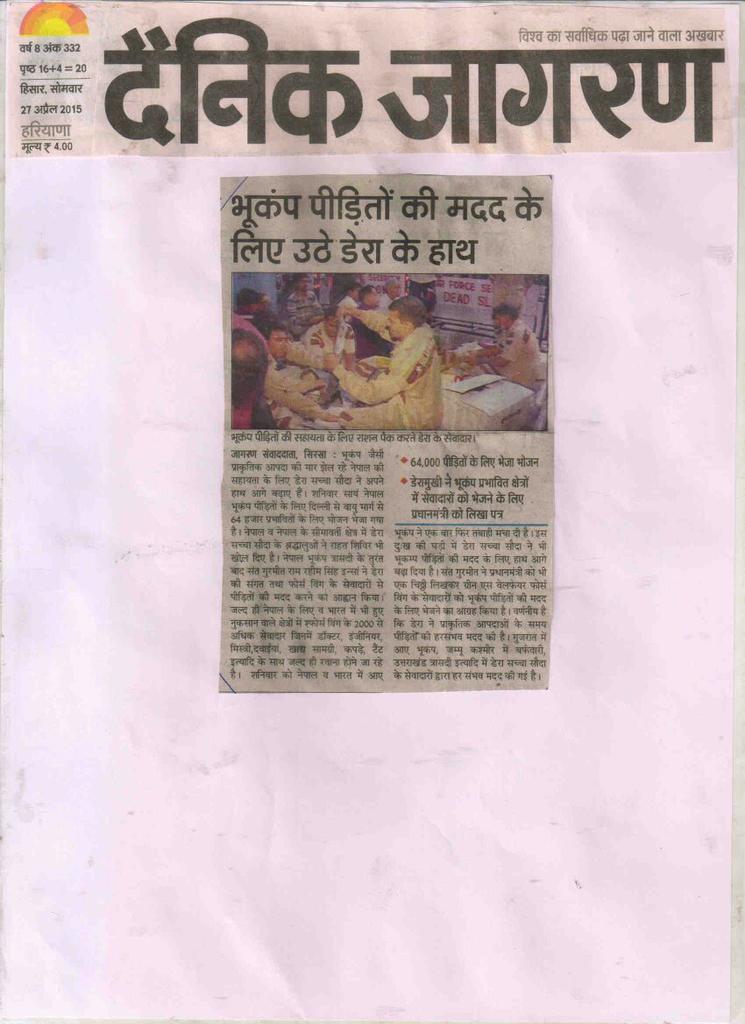 विश्व का सर्वाधिक पढ़ा जाने वाला अखबार
वर्ष 8 अंक 332
पृष्ठ 16+4 = 20
हिसार, सोमवार
27 अप्रैल 2015
हरियाणा
मूल्य ₹ 4.00
दैनिक जागरण
भूकंप पीड़ितों की मदद के
लिए उठे डेरा के हाथ
FORCE SE
DEAD SL
भूकंप पीड़ितों की सहायता के लिए राशन पैक करते डेरा के सेवादार।
जागरण संवाददाता, सिरसा : भूकंप जैसी
प्राकृतिक आपदा की मार झेल रहे नेपाल की
सहायता के लिए डेरा सच्चा सौदा ने अपने
हाथ आगे बढ़ाए हैं। शनिवार सायं नेपाल
भूकंप पीड़ितों के लिए दिल्ली से वायु मार्ग से
64 हजार प्रभावितों के लिए भोजन भेजा गया
है। नेपाल व नेपाल के सीमावर्ती क्षेत्र में डेरा
सच्चा सौदा के श्रद्धालुओं ने राहत शिविर भी
खोल दिए है। नेपाल भूकंप त्रासदी के तुरंत
बाद संत गुरमीत राम रहीम सिंह इन्सां ने डेरा
की संगत तथा फोर्स विंग के सेवादारों से
पीड़ितों की मदद करने का आह्वान किया।
जल्द ही नेपाल के लिए व भारत में भी हुए
नुकसान वाले क्षेत्रों में फोर्स विंग के 2000 से
अधिक सेवादार जिनमें डॉक्टर, इंजीनियर,
मिस्त्री,दवाईयां, खाद्य सामग्री, कपड़े, टैंट
इत्यादि के साथ जल्द ही रवाना होने जा रहे
है। शनिवार को नेपाल व भारत में आए
◆ 64,000 पीड़ितों के लिए भेजा भोजन
◆ डेरामुखी ने भूकंप प्रभावित क्षेत्रों
में सेवादारों को भेजने के लिए
प्रधानमंत्री को लिखा पत्र
भूकंप ने एक बार फिर तबाही मचा दी है। इस
दु:ख की घड़ी में डेरा सच्चा सौदा ने भी
भूकम्प पीड़ितों की मदद के लिए हाथ आगे
बढ़ा दिया है। संत गुरमीत ने प्रधानमंत्री को भी
एक चिट्ठी लिखकर ग्रीन एस वेलफेयर फोर्स
विंग के सेवादारों को भूकंप पीड़ितों की मदद
के लिए भेजने का आग्रह किया है। वर्णनीय है
कि डेरा ने प्राकृतिक आपदाओं के समय
पीड़ितों की हरसंभव मदद की है। गुजरात में
आए भूकंप, जम्मू कश्मीर में बर्फवारी,
उत्तराखंड त्रासदी इत्यादि में डेरा सच्चा सौदा
के सेवादारों द्वारा हर संभव मदद की गई है।